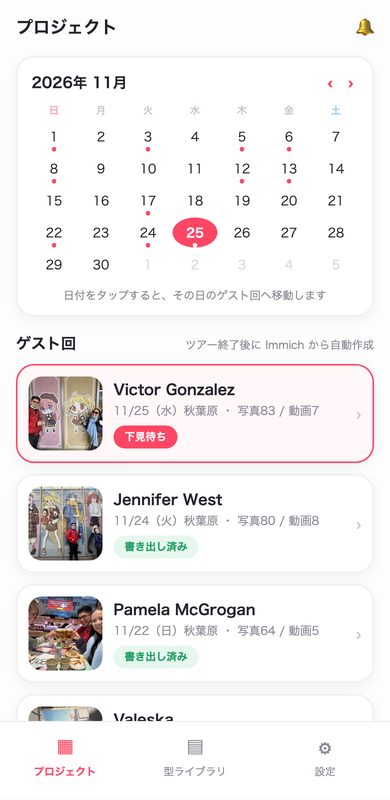 プロジェクト
2026年 11月
‹ ›
日 月 火 水 木 金 土
1 2 3 4 5 6 7
8 9 10 11 12 13 14
15 16 17 18 19 20 21
22 23 24 25 26 27 28
29 30 1 2 3 4 5
日付をタップすると、その日のゲスト回へ移動します
ゲスト回 ツアー終了後に Immich から自動作成
Victor Gonzalez
11/25（水）秋葉原 ・ 写真83 / 動画7
下見待ち
Jennifer West
11/24（火）秋葉原 ・ 写真80 / 動画8
書き出し済み
Pamela McGrogan
11/22（日）秋葉原 ・ 写真64 / 動画5
書き出し済み
Valeska
プロジェクト 型ライブラリ 設定